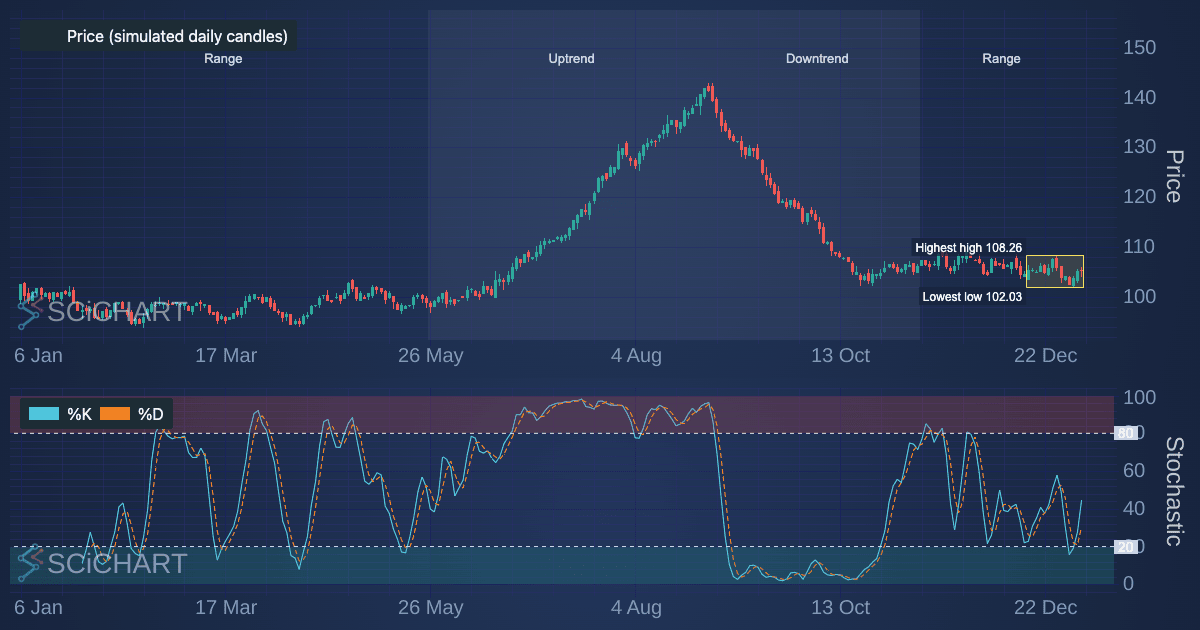 Price (simulated daily candles)
Range
Uptrend
Downtrend
Range
150
140
130
120
110
100
Price
Highest high 108.26
Lowest low 102.03
SCiCHART
6 Jan
17 Mar
26 May
4 Aug
13 Oct
22 Dec
%K
%D
100
80
60
40
20
0
Stochastic
SCiCHART
6 Jan
17 Mar
26 May
4 Aug
13 Oct
22 Dec